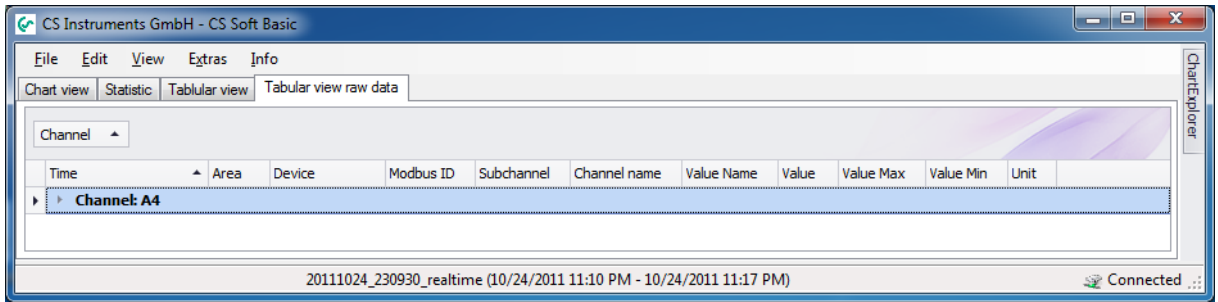 CS Instruments GmbH - CS Soft Basic
File Edit View Extras Info
Chart view Statistic Tablular view Tabular view raw data
ChartExplorer
Channel
Time Area Device Modbus ID Subchannel Channel name Value Name Value Value Max Value Min Unit
Channel: A4
20111024_230930_realtime (10/24/2011 11:10 PM - 10/24/2011 11:17 PM) Connected